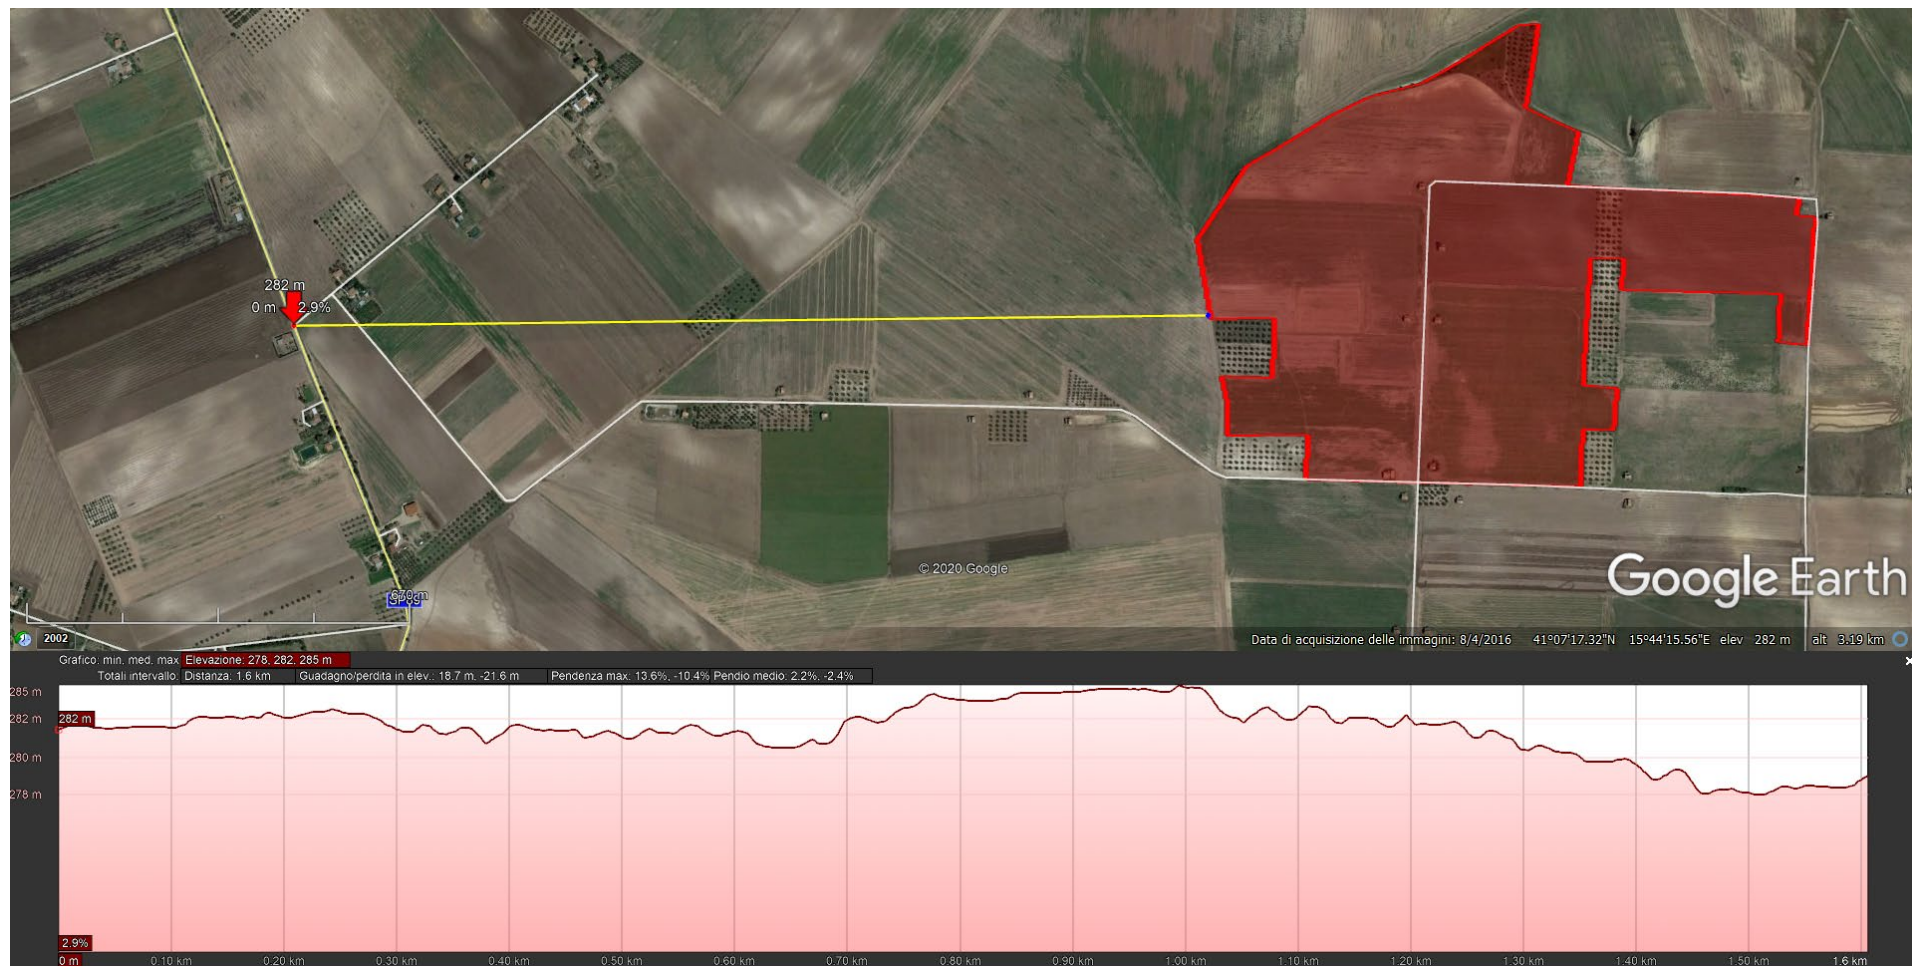 282 m
0 m 2.9%
© 2020 Google
Google Earth
2002
Data di acquisizione delle immagini: 8/4/2016 41°07'17.32"N 15°44'15.56"E elev 282 m alt 3.19 km
Grafico: min. med. max Elevazione: 278, 282, 285 m
Totali intervallo: Distanza: 1.6 km Guadagno/perdita in elev.: 18.7 m. -21.6 m Pendenza max: 13.6%, -10.4% Pendio medio: 2.2%, -2.4%
285 m
282 m 282 m
280 m
278 m
2.9%
0 m 0.10 km 0.20 km 0.30 km 0.40 km 0.50 km 0.60 km 0.70 km 0.80 km 0.90 km 1.00 km 1.10 km 1.20 km 1.30 km 1.40 km 1.50 km 1.6 km